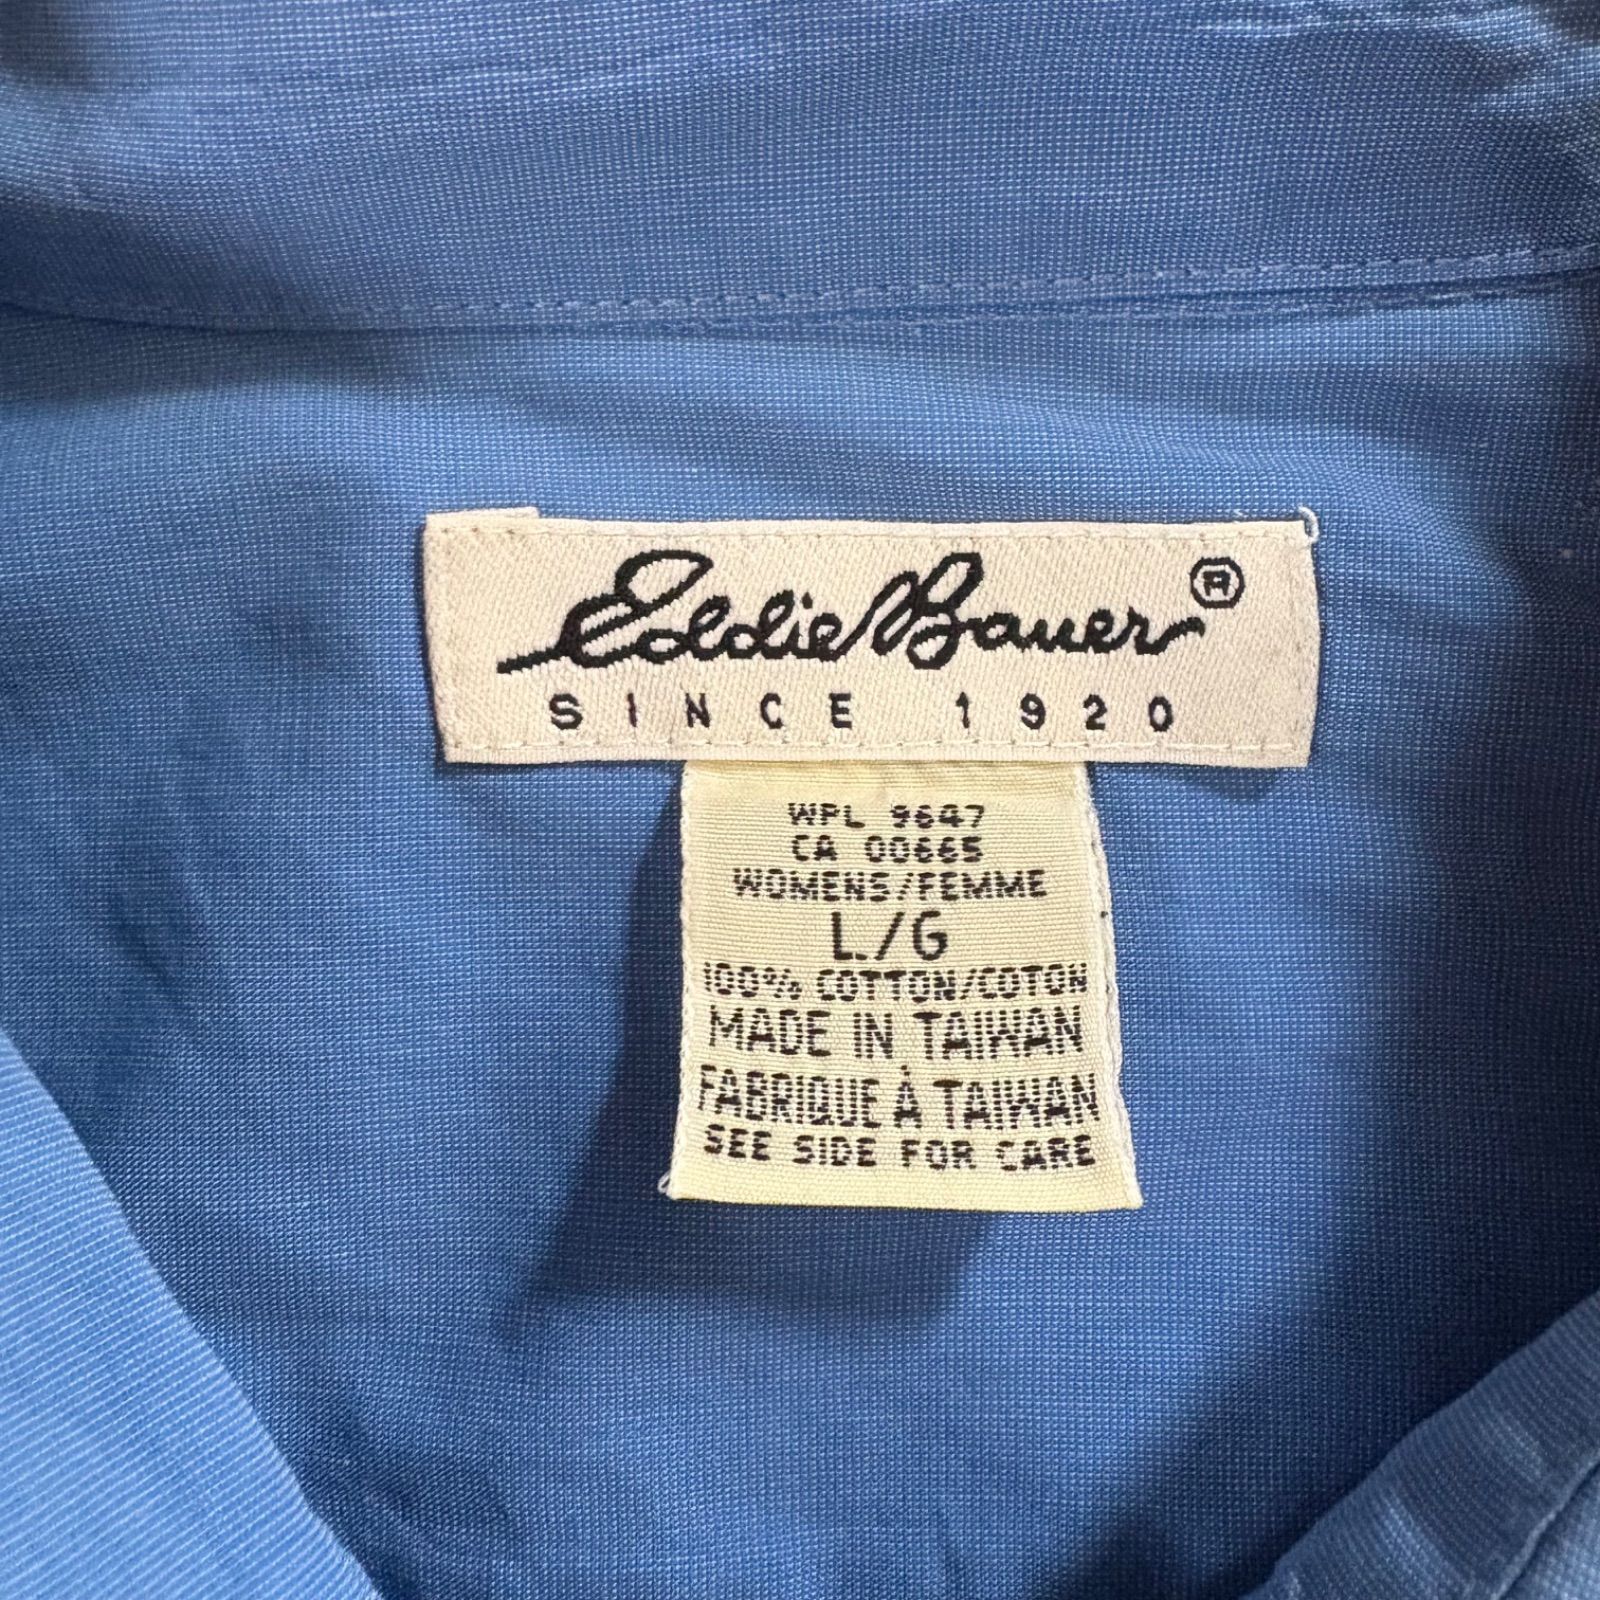 Eddie Bauer®
SINCE 1920
WPL 9647
CA 00665
WOMENS/FEMME
L/G
100% COTTON/COTON
MADE IN TAIWAN
FABRIQUE À TAIWAN
SEE SIDE FOR CARE